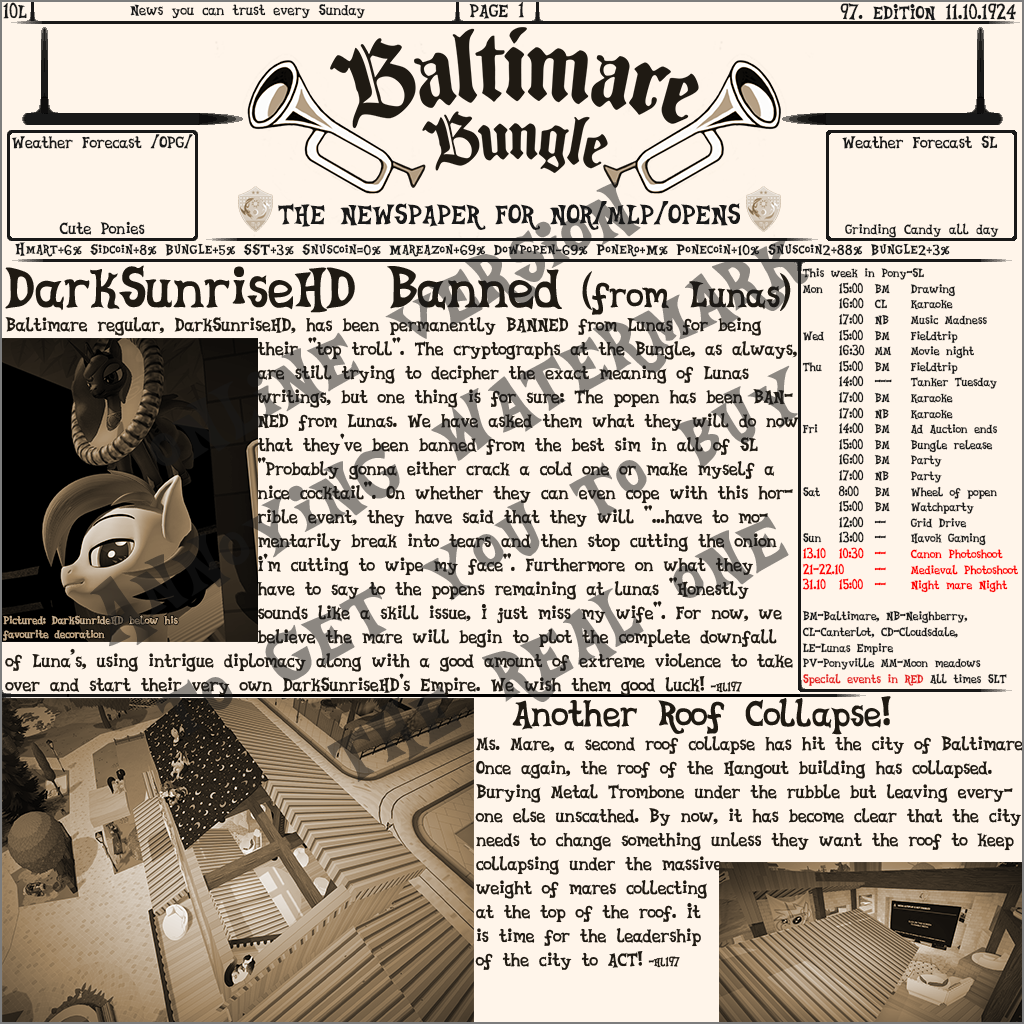 10L
News you can trust every Sunday
PAGE 1
97. EDITION 11.10.1924
Baltimare
Bungle
THE NEWSPAPER FOR NOR/MLP/OPENS
Weather Forecast /OPG/
Cute Ponies
Weather Forecast SL
Grinding Candy all day
HMART+6% SIDCOIN+8% BUNGLE+5% SST+3% SNUSCOIN=0% MAREAZON+69% DOWPOPEN-69% PONERO+M% PONECOIN+10% SNUSCOIN2+88% BUNGLE2+3%
DarkSunriseHD Banned (from Lunas)
Baltimare regular, DarkSunriseHD, has been permanently BANNED from Lunas for being
their "top troll". The cryptographs at the Bungle, as always,
are still trying to decipher the exact meaning of Lunas
writings, but one thing is for sure: The popen has been BAN-
NED from Lunas. We have asked them what they will do now
that they've been banned from the best sim in all of SL
"Probably gonna either crack a cold one or make myself a
nice cocktail". On whether they can even cope with this hor-
rible event, they have said that they will "...have to mo-
mentarily break into tears and then stop cutting the onion
i'm cutting to wipe my face". Furthermore on what they
have to say to the popens remaining at Lunas "Honestly
sounds like a skill issue, i just miss my wife". For now, we
believe the mare will begin to plot the complete downfall
of Luna's, using intrigue diplomacy along with a good amount of extreme violence to take
over and start their very own DarkSunriseHD's Empire. We wish them good luck! -AL197
Pictured: DarkSunrideHD below his
favourite decoration
This week in Pony-SL
Mon 15:00 BM Drawing
16:00 CL Karaoke
17:00 NB Music Madness
Wed 15:00 BM Fieldtrip
16:30 MM Movie night
Thu 15:00 BM Fieldtrip
14:00 — Tanker Tuesday
17:00 BM Karaoke
17:00 NB Karaoke
Fri 14:00 BM Ad Auction ends
15:00 BM Bungle release
16:00 BM Party
17:00 NB Party
Sat 8:00 BM Wheel of popen
15:00 BM Watchparty
12:00 — Grid Drive
Sun 13:00 — Havok Gaming
13.10 10:30 — Canon Photoshoot
21-22.10 — Medieval Photoshoot
31.10 15:00 — Night mare Night
BM-Baltimare, NB-Neighberry,
CL-Canterlot, CD-Cloudsdale,
LE-Lunas Empire
PV-Ponyville MM-Moon meadows
Special events in RED All times SLT
Another Roof Collapse!
Ms. Mare, a second roof collapse has hit the city of Baltimare
Once again, the roof of the Hangout building has collapsed.
Burying Metal Trombone under the rubble but leaving every-
one else unscathed. By now, it has become clear that the city
needs to change something unless they want the roof to keep
collapsing under the massive
weight of mares collecting
at the top of the roof. it
is time for the leadership
of the city to ACT! -AL197
VERSiON
ANNOYiNG WATERMARK
To GET YOU To BUY
THE REAL ONE